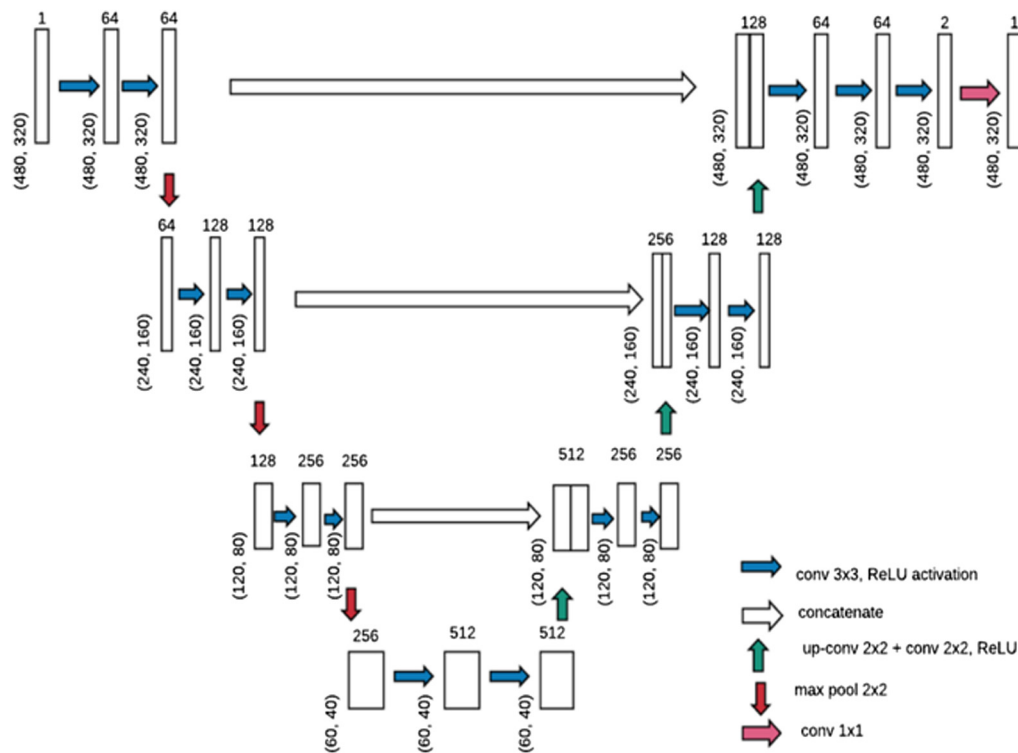 1 64 64 128 64 64 2 1
(480, 320) (480, 320) (480, 320) (480, 320) (480, 320) (480, 320) (480, 320) (480, 320)
64 128 128 256 128 128
(240, 160) (240, 160) (240, 160) (240, 160) (240, 160) (240, 160)
128 256 256 512 256 256
(120, 80) (120, 80) (120, 80) (120, 80) (120, 80) (120, 80)
256 512 512
(60, 40) (60, 40) (60, 40)
conv 3x3, ReLU activation
concatenate
up-conv 2x2 + conv 2x2, ReLU
max pool 2x2
conv 1x1